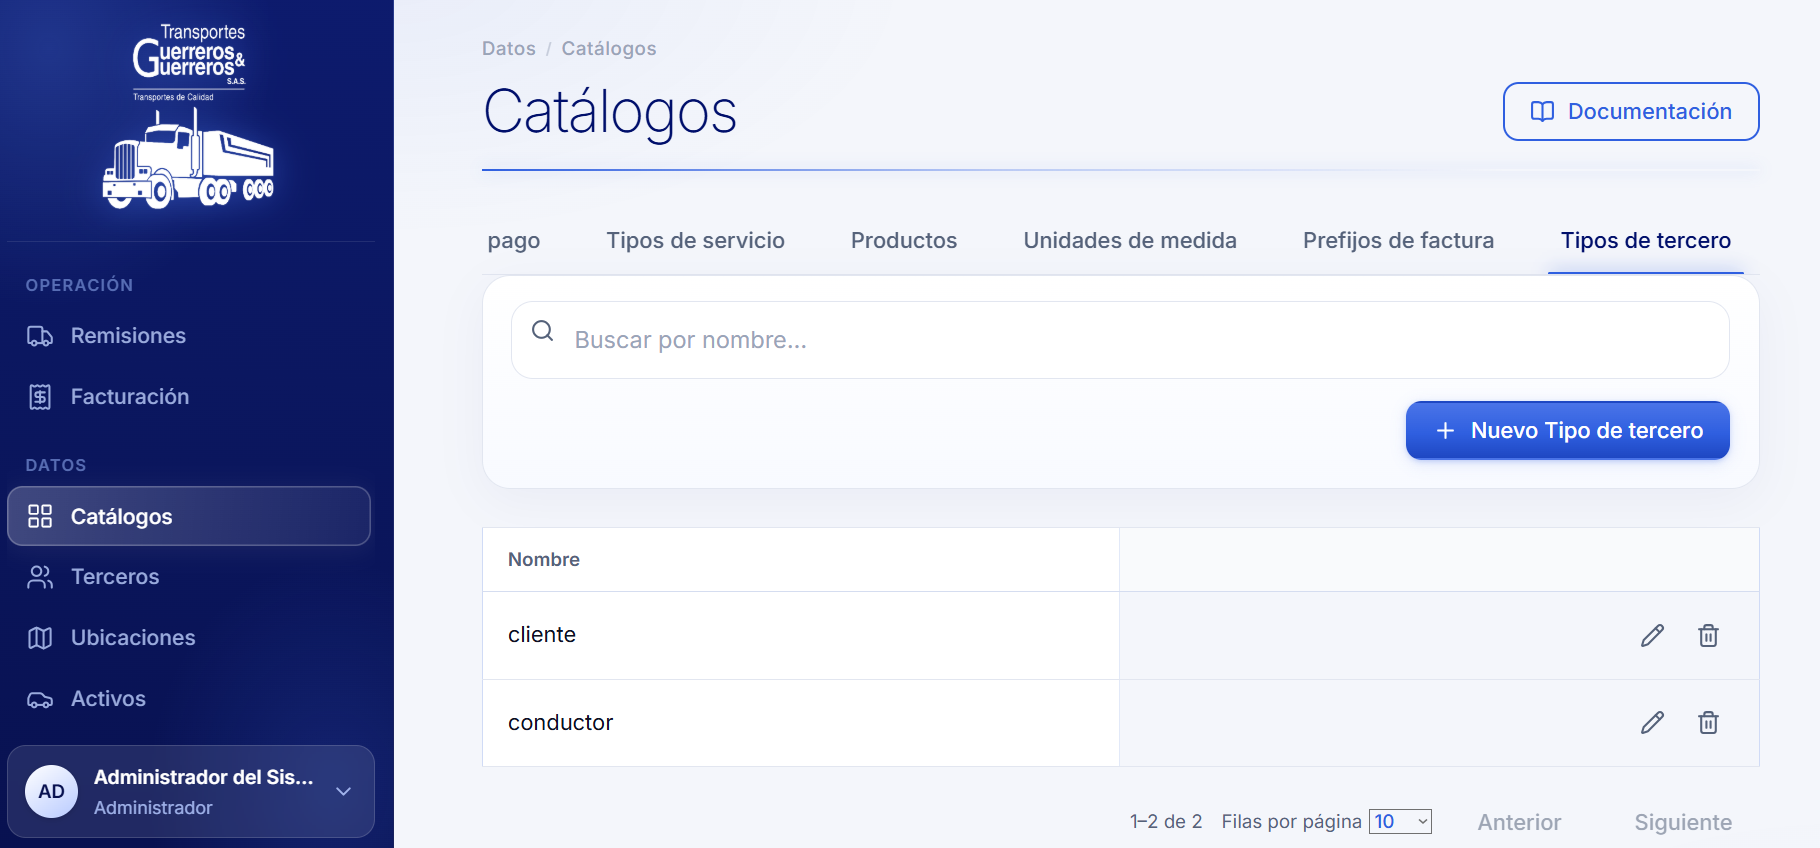 Transportes
Guerreros &
Guerreros
S.A.S.
Transportes de Calidad
OPERACIÓN
Remisiones
Facturación
DATOS
Catálogos
Terceros
Ubicaciones
Activos
AD
Administrador del Sis...
Administrador
Datos / Catálogos
Catálogos
Documentación
pago
Tipos de servicio
Productos
Unidades de medida
Prefijos de factura
Tipos de tercero
Buscar por nombre...
+ Nuevo Tipo de tercero
Nombre
cliente
conductor
1–2 de 2
Filas por página 10
Anterior
Siguiente